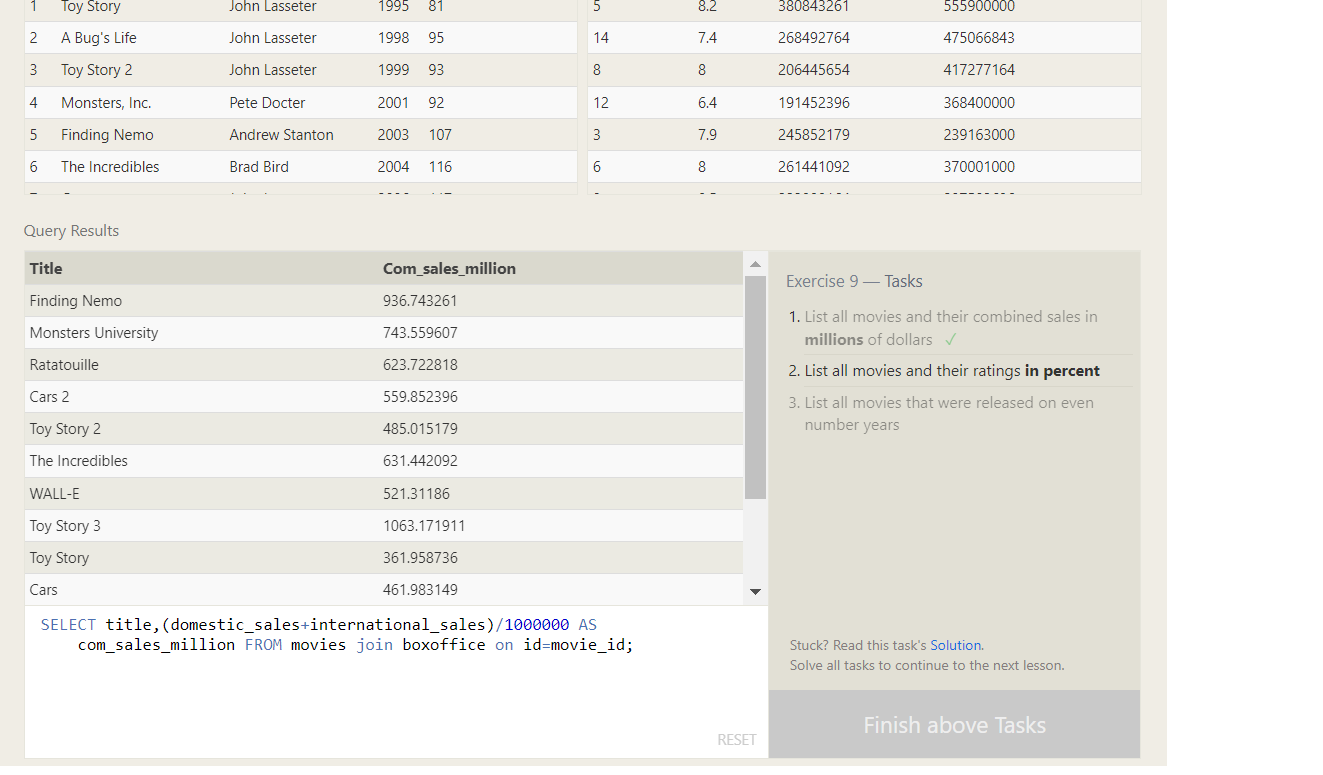 1 Toy Story John Lasseter 1995 81 5 8.2 380843261 555900000
2 A Bug's Life John Lasseter 1998 95 14 7.4 268492764 475066843
3 Toy Story 2 John Lasseter 1999 93 8 8 206445654 417277164
4 Monsters, Inc. Pete Docter 2001 92 12 6.4 191452396 368400000
5 Finding Nemo Andrew Stanton 2003 107 3 7.9 245852179 239163000
6 The Incredibles Brad Bird 2004 116 6 8 261441092 370001000
Query Results
Title Com_sales_million
Finding Nemo 936.743261
Monsters University 743.559607
Ratatouille 623.722818
Cars 2 559.852396
Toy Story 2 485.015179
The Incredibles 631.442092
WALL-E 521.31186
Toy Story 3 1063.171911
Toy Story 361.958736
Cars 461.983149
SELECT title,(domestic_sales+international_sales)/1000000 AS
com_sales_million FROM movies join boxoffice on id=movie_id;
RESET
Exercise 9 — Tasks
1. List all movies and their combined sales in
millions of dollars ✓
2. List all movies and their ratings in percent
3. List all movies that were released on even
number years
Stuck? Read this task's Solution.
Solve all tasks to continue to the next lesson.
Finish above Tasks